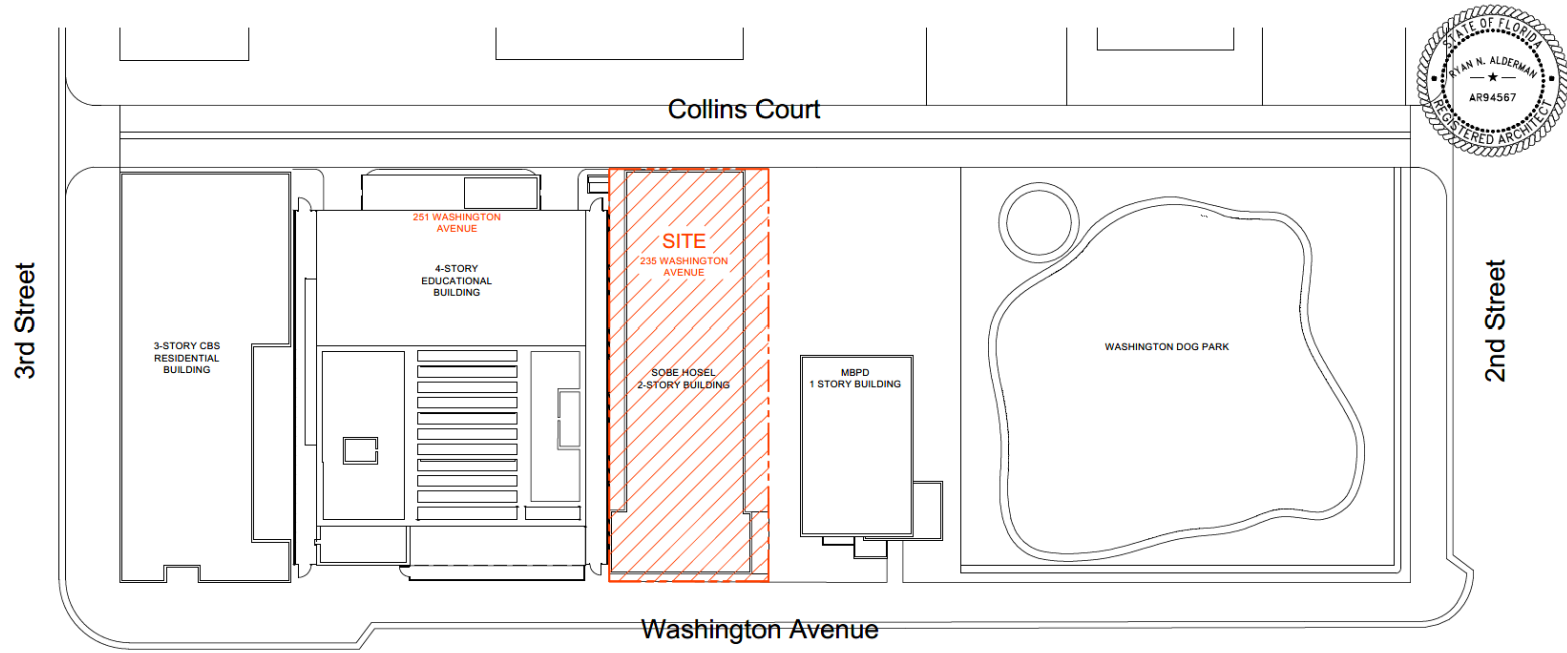 STATE OF FLORIDA
RYAN N. ALDERMAN
AR94567
REGISTERED ARCHITECT
Collins Court
251 WASHINGTON
AVENUE
4-STORY
EDUCATIONAL
BUILDING
SITE
235 WASHINGTON
AVENUE
3rd Street
3-STORY CBS
RESIDENTIAL
BUILDING
SOBE HOSEL
2-STORY BUILDING
MBPD
1 STORY BUILDING
WASHINGTON DOG PARK
2nd Street
Washington Avenue